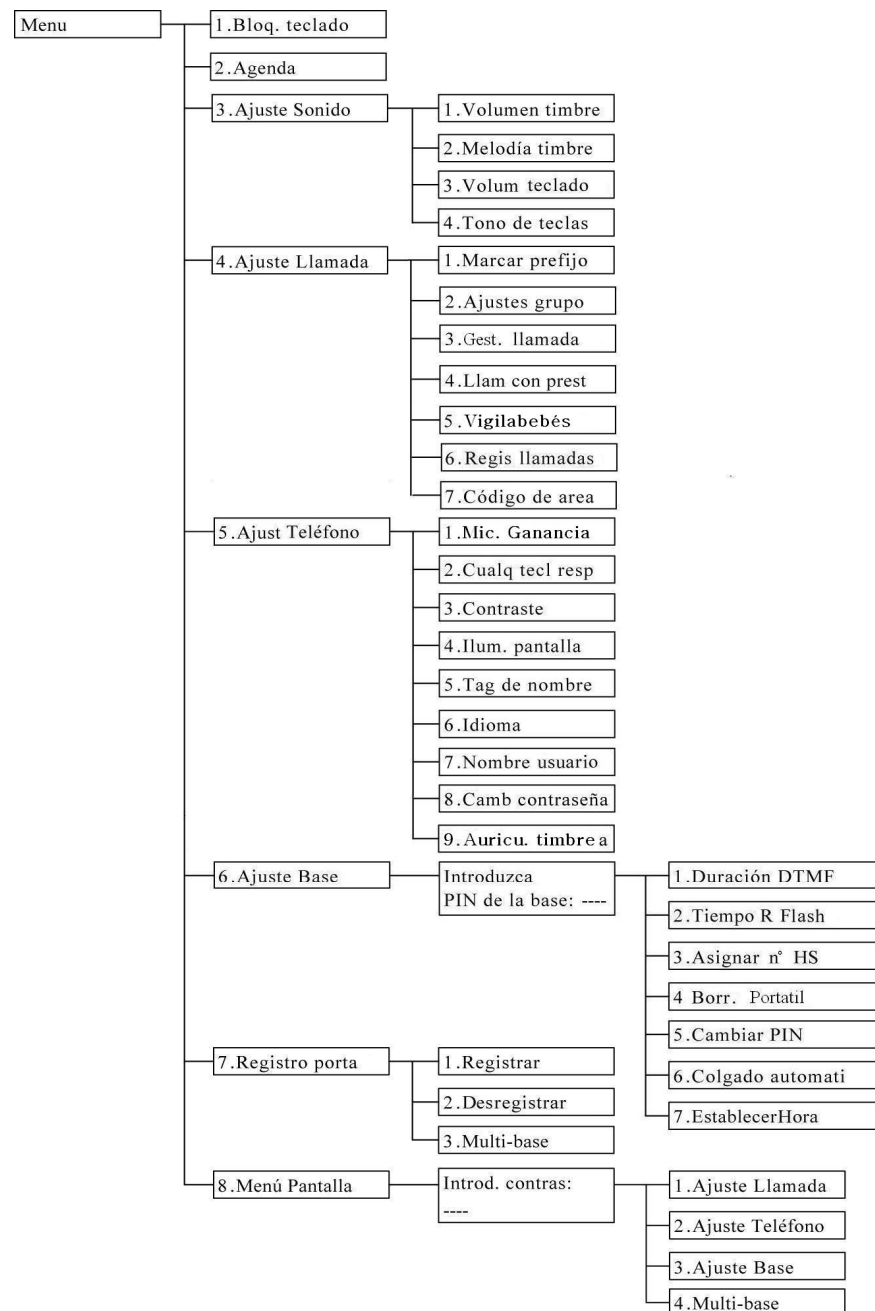 Menu
1.Bloq. teclado
2.Agenda
3.Ajuste Sonido
1.Volumen timbre
2.Melodía timbre
3.Volum teclado
4.Tono de teclas
4.Ajuste Llamada
1.Marcar prefijo
2.Ajustes grupo
3.Gest. llamada
4.Llam con prest
5.Vigilabebés
6.Regis llamadas
7.Código de area
5.Ajust Teléfono
1.Mic. Ganancia
2.Cualq tecl resp
3.Contraste
4.Ilum. pantalla
5.Tag de nombre
6.Idioma
7.Nombre usuario
8.Camb contraseña
9.Auricu. timbre a
6.Ajuste Base
Introduzca
PIN de la base: ----
1.Duración DTMF
2.Tiempo R Flash
3.Asignar n° HS
4 Borr. Portatil
5.Cambiar PIN
6.Colgado automati
7.EstablecerHora
7.Registro porta
1.Registrar
2.Desregistrar
3.Multi-base
8.Menú Pantalla
Introd. contras:
----
1.Ajuste Llamada
2.Ajuste Teléfono
3.Ajuste Base
4.Multi-base